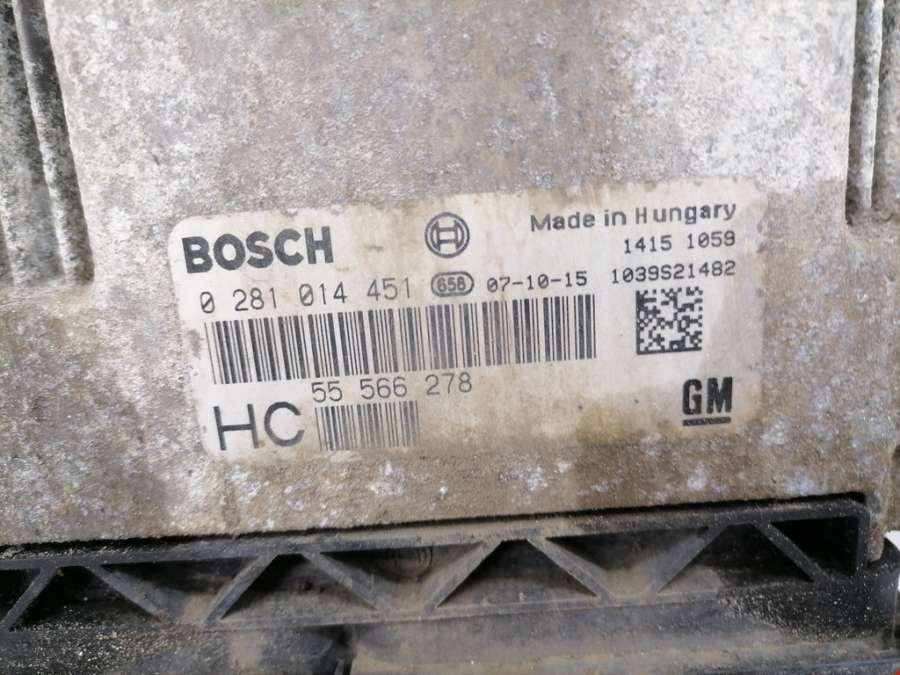 BOSCH
Made in Hungary
1415 1059
0 281 014 451 658 07-10-15 1039S21482
55 566 278
HC
GM